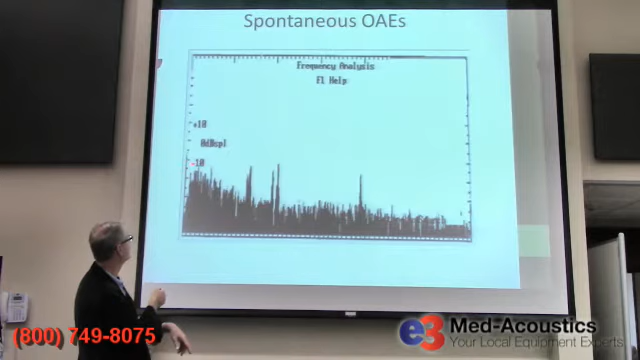 Spontaneous OAEs
Frequency Analysis
f1 Help
+10
0dBspl
-10
(800) 749-8075
e3 Med-Acoustics
Your Local Equipment Experts